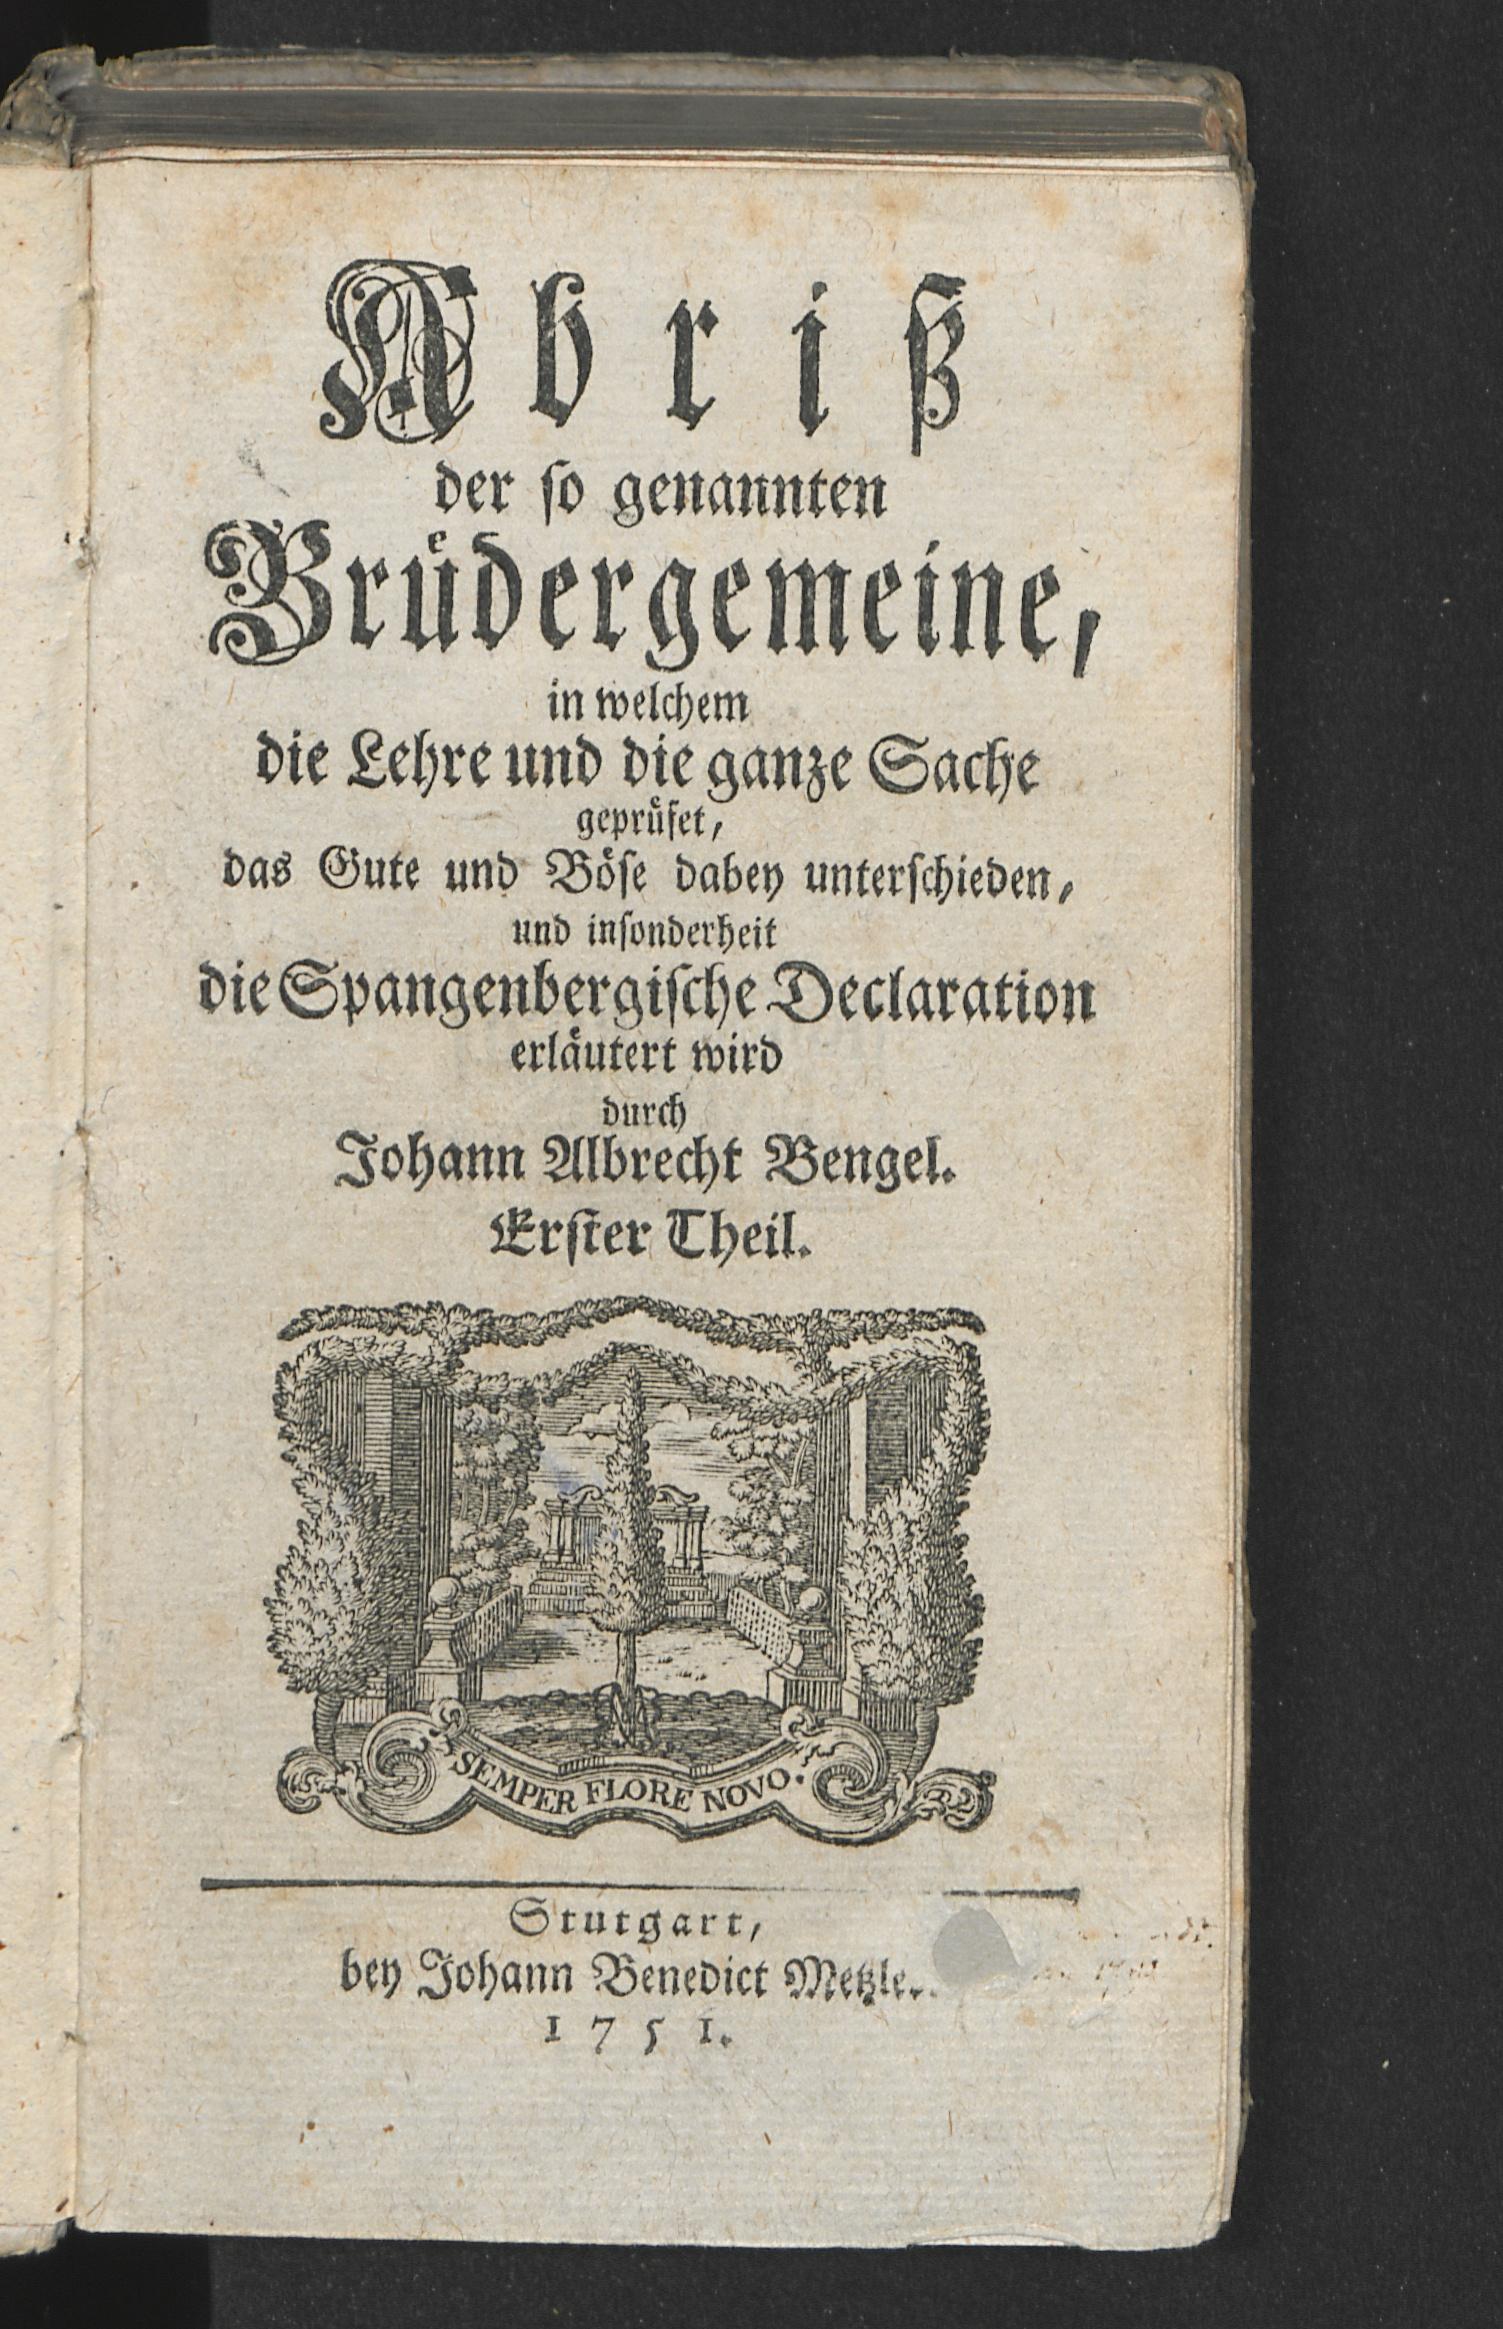 Abriß
der so genannten
Brüdergemeine,
in welchem
die Lehre und die ganze Sache
geprüfet,
das Gute und Böse dabey unterschieden,
und insonderheit
die Spangenbergische Declaration
erläutert wird
durch
Johann Albrecht Bengel.
Erster Theil.
SEMPER FLORE NOVO.
Stutgart,
bey Johann Benedict
1751.